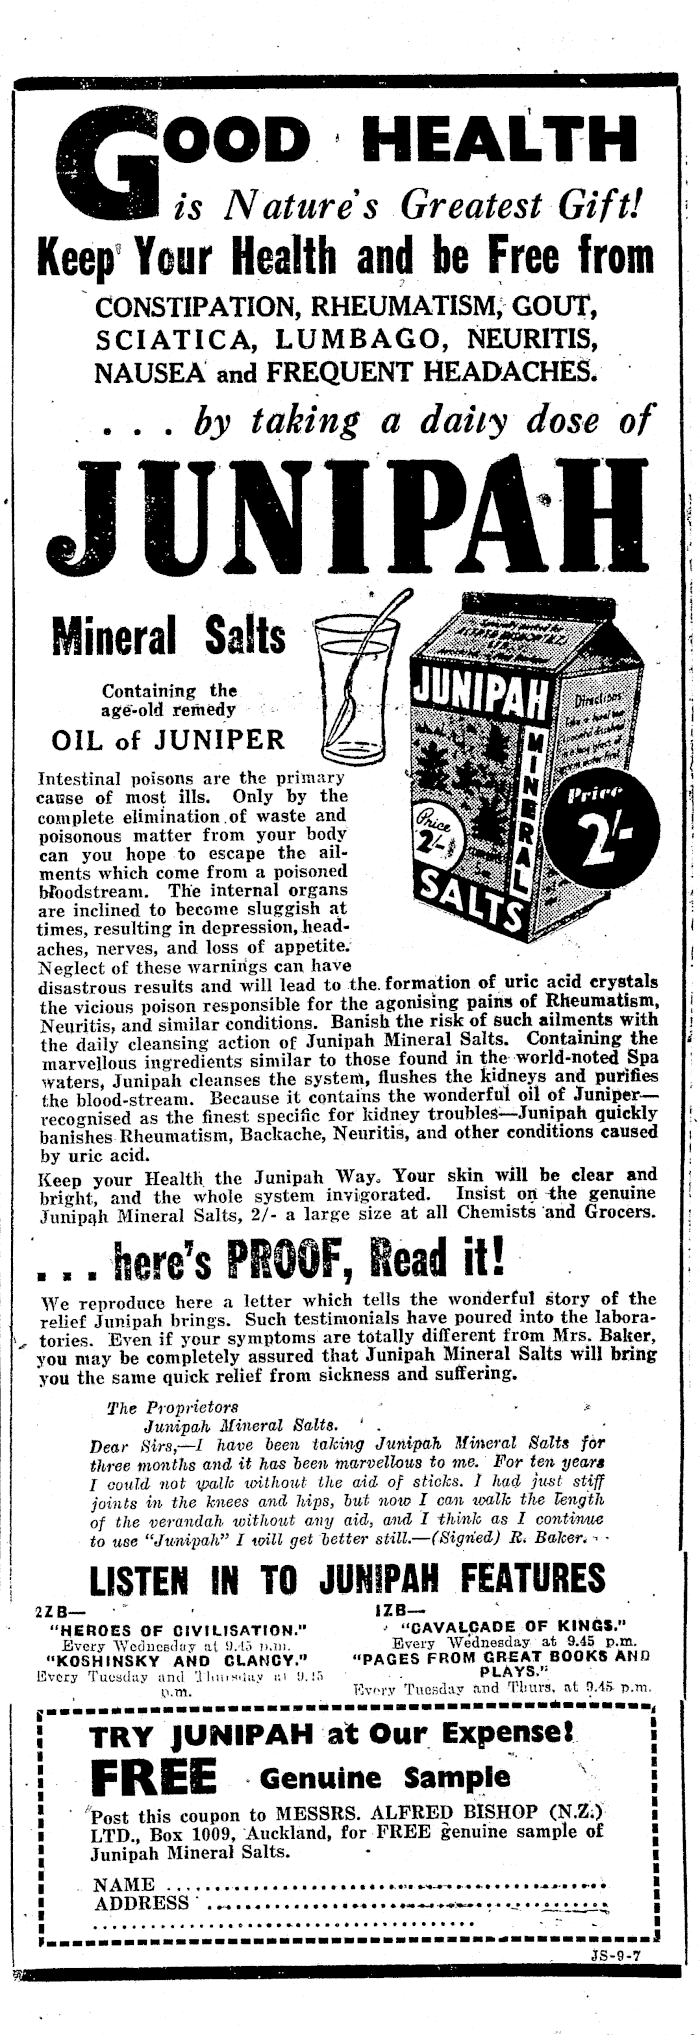 GOOD HEALTH
is Nature's Greatest Gift!
Keep Your Health and be Free from
CONSTIPATION, RHEUMATISM, GOUT,
SCIATICA, LUMBAGO, NEURITIS,
NAUSEA and FREQUENT HEADACHES.
. . . by taking a daily dose of
JUNIPAH
Mineral Salts
Containing the
age-old remedy
OIL of JUNIPER
JUNIPAH
MINERAL
SALTS
Price
2/-
Directions
Price
2/-
Intestinal poisons are the primary
cause of most ills. Only by the
complete elimination of waste and
poisonous matter from your body
can you hope to escape the ail-
ments which come from a poisoned
bloodstream. The internal organs
are inclined to become sluggish at
times, resulting in depression, head-
aches, nerves, and loss of appetite.
Neglect of these warnings can have
disastrous results and will lead to the formation of uric acid crystals
the vicious poison responsible for the agonising pains of Rheumatism,
Neuritis, and similar conditions. Banish the risk of such ailments with
the daily cleansing action of Junipah Mineral Salts. Containing the
marvellous ingredients similar to those found in the world-noted Spa
waters, Junipah cleanses the system, flushes the kidneys and purifies
the blood-stream. Because it contains the wonderful oil of Juniper—
recognised as the finest specific for kidney troubles—Junipah quickly
banishes Rheumatism, Backache, Neuritis, and other conditions caused
by uric acid.
Keep your Health the Junipah Way. Your skin will be clear and
bright, and the whole system invigorated. Insist on the genuine
Junipah Mineral Salts, 2/- a large size at all Chemists and Grocers.
. . . here's PROOF, Read it!
We reproduce here a letter which tells the wonderful story of the
relief Junipah brings. Such testimonials have poured into the labora-
tories. Even if your symptoms are totally different from Mrs. Baker,
you may be completely assured that Junipah Mineral Salts will bring
you the same quick relief from sickness and suffering.
The Proprietors
Junipah Mineral Salts.
Dear Sirs,—I have been taking Junipah Mineral Salts for
three months and it has been marvellous to me. For ten years
I could not walk without the aid of sticks. I had just stiff
joints in the knees and hips, but now I can walk the length
of the verandah without any aid, and I think as I continue
to use "Junipah" I will get better still.—(Signed) R. Baker.
LISTEN IN TO JUNIPAH FEATURES
2ZB—
"HEROES OF CIVILISATION."
Every Wednesday at 9.45 p.m.
"KOSHINSKY AND CLANCY."
Every Tuesday and Thursday at 9.45
p.m.
1ZB—
"CAVALCADE OF KINGS."
Every Wednesday at 9.45 p.m.
"PAGES FROM GREAT BOOKS AND
PLAYS."
Every Tuesday and Thurs. at 9.45 p.m.
TRY JUNIPAH at Our Expense!
FREE Genuine Sample
Post this coupon to MESSRS. ALFRED BISHOP (N.Z.)
LTD., Box 1009, Auckland, for FREE genuine sample of
Junipah Mineral Salts.
NAME
ADDRESS
JS-9-7